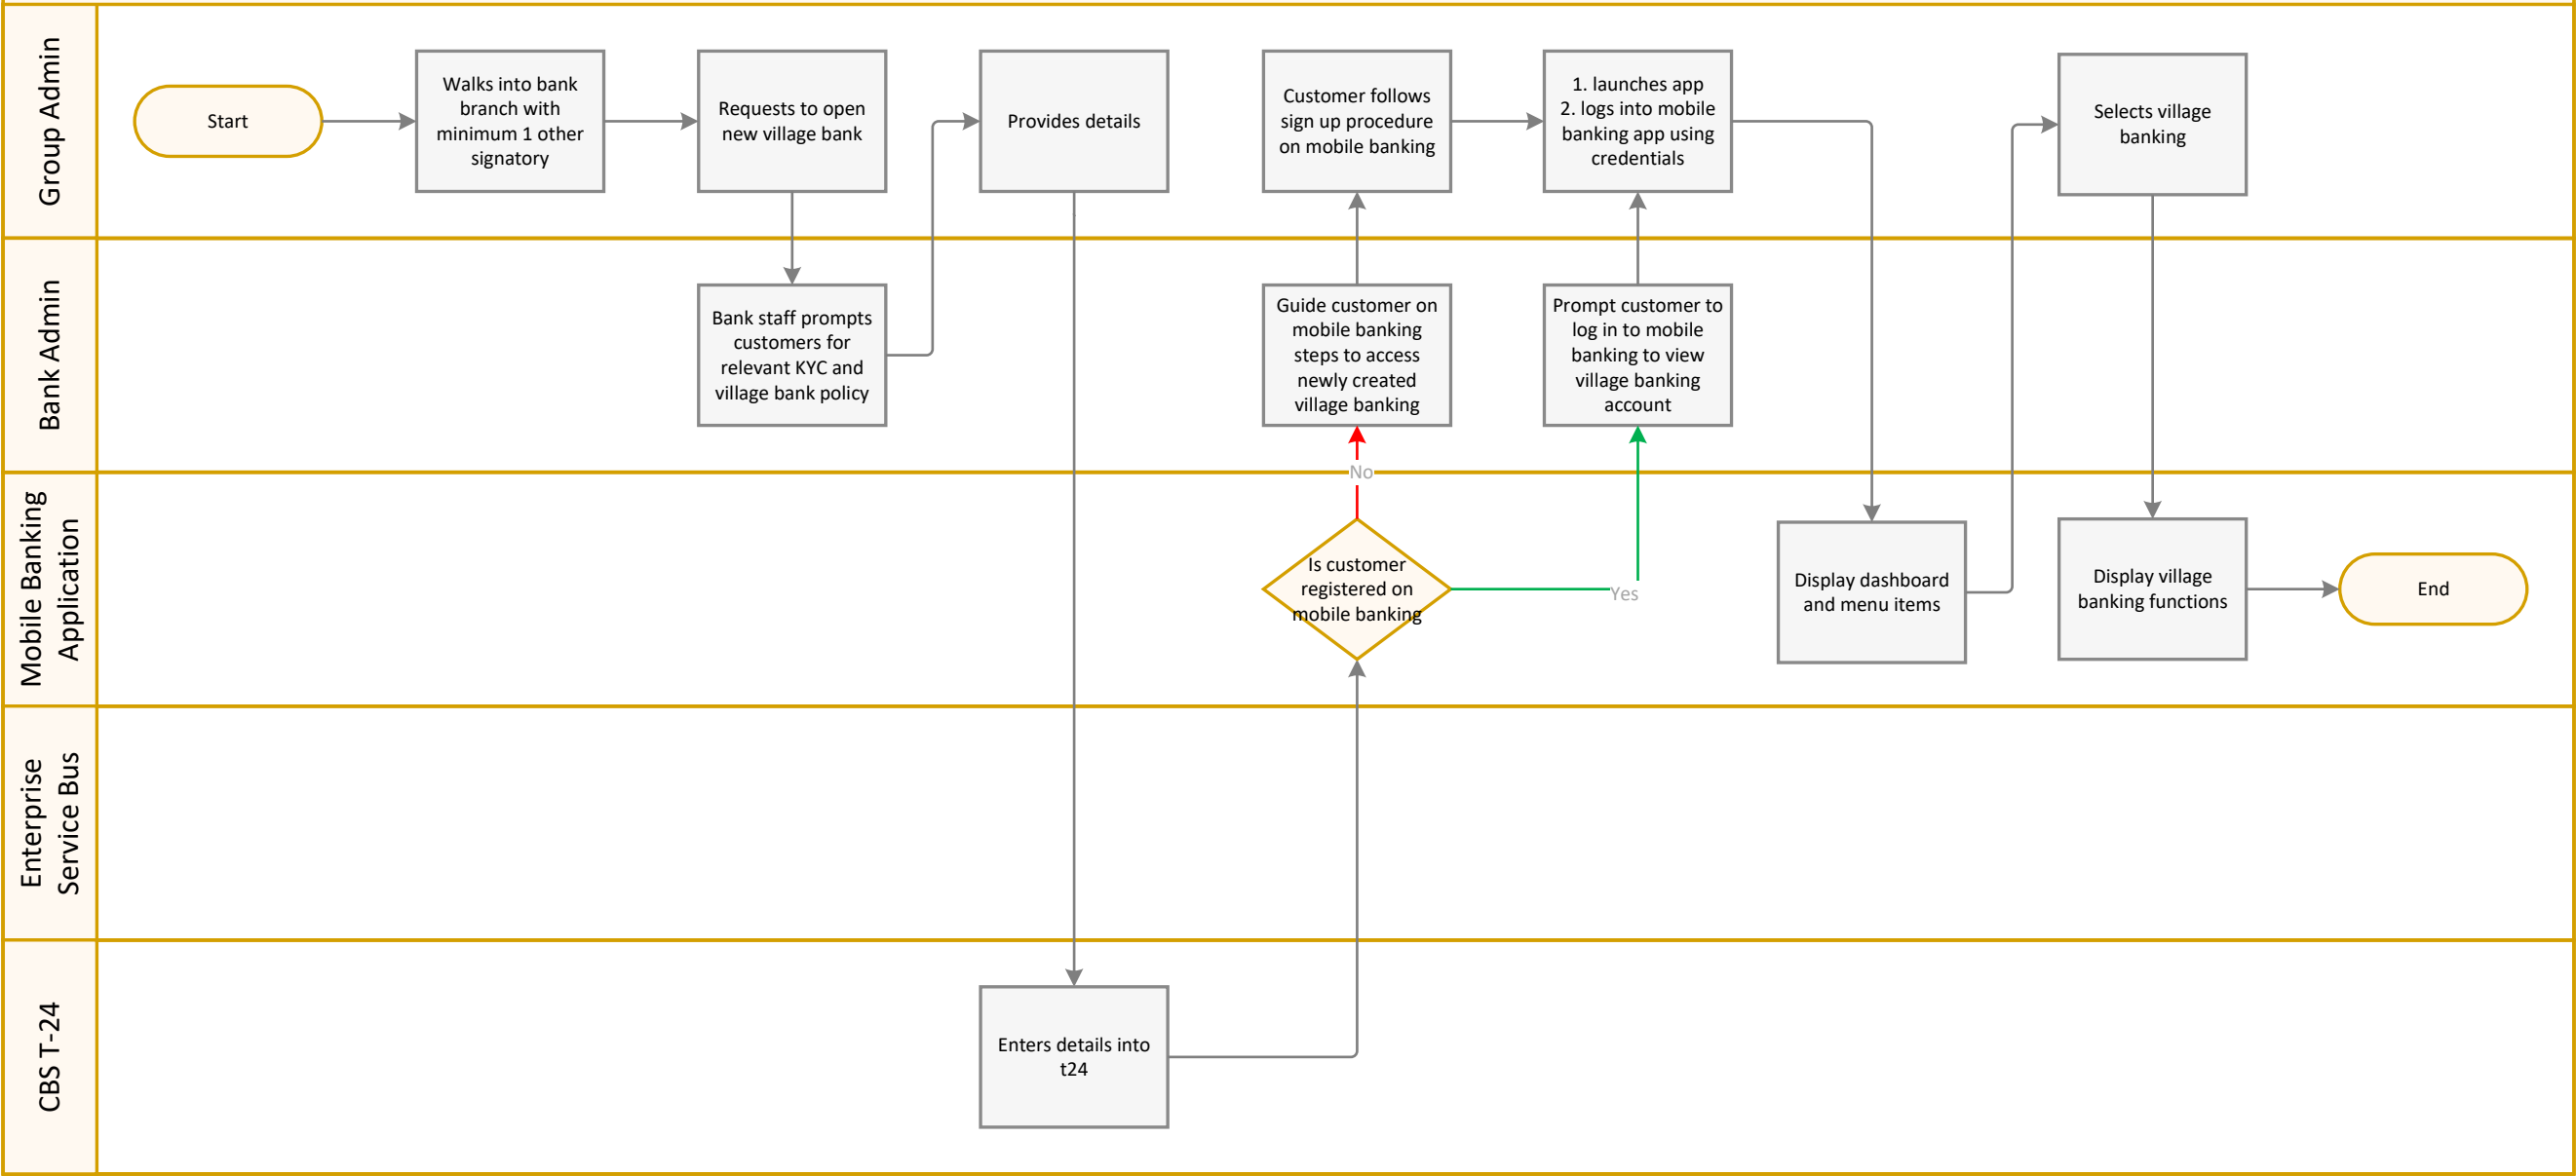 Group Admin
Start
Walks into bank
branch with
minimum 1 other
signatory
Requests to open
new village bank
Provides details
Customer follows
sign up procedure
on mobile banking
1. launches app
2. logs into mobile
banking app using
credentials
Selects village
banking
Bank Admin
Bank staff prompts
customers for
relevant KYC and
village bank policy
Guide customer on
mobile banking
steps to access
newly created
village banking
Prompt customer to
log in to mobile
banking to view
village banking
account
Mobile Banking
Application
No
Is customer
registered on
mobile banking
Yes
Display dashboard
and menu items
Display village
banking functions
End
Enterprise
Service Bus
CBS T-24
Enters details into
t24